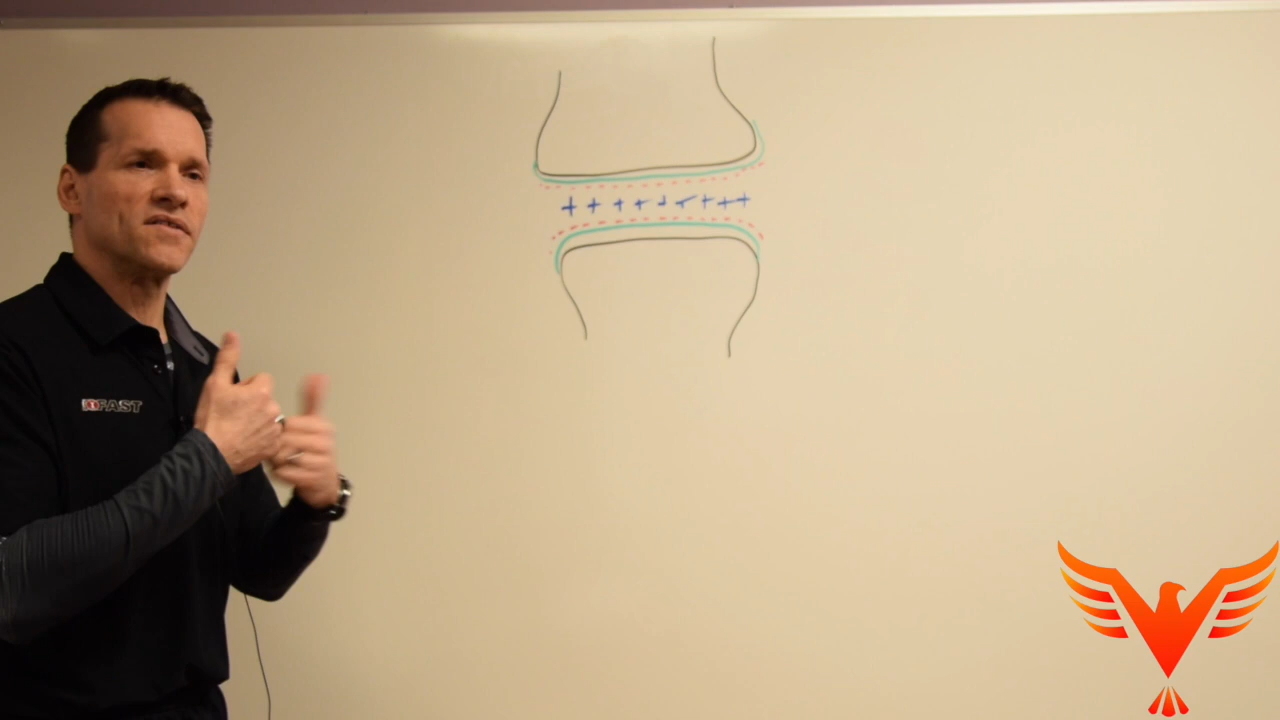 FAST
+ + + + + + + + +